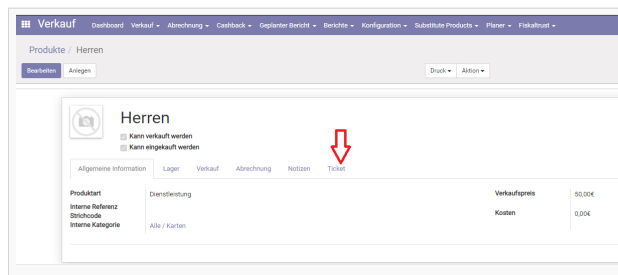 Verkauf Dashboard Verkauf Abrechnung Cashback Geplanter Bericht Berichte Konfiguration Substitute Products Planer Fiskaltrust
Produkte / Herren
Bearbeiten Anlegen Druck Aktion
Herren
Kann verkauft werden
Kann eingekauft werden
Allgemeine Information Lager Verkauf Abrechnung Notizen Ticket
Produktart Dienstleistung Verkaufspreis 50,00€
Interne Referenz
Strichcode Kosten 0,00€
Interne Kategorie Alle / Karten